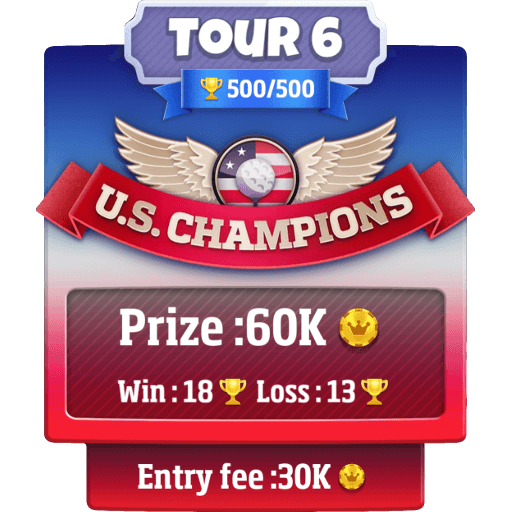 TOUR 6
500/500
U.S. CHAMPIONS
Prize :60K
Win : 18 Loss : 13
Entry fee :30K